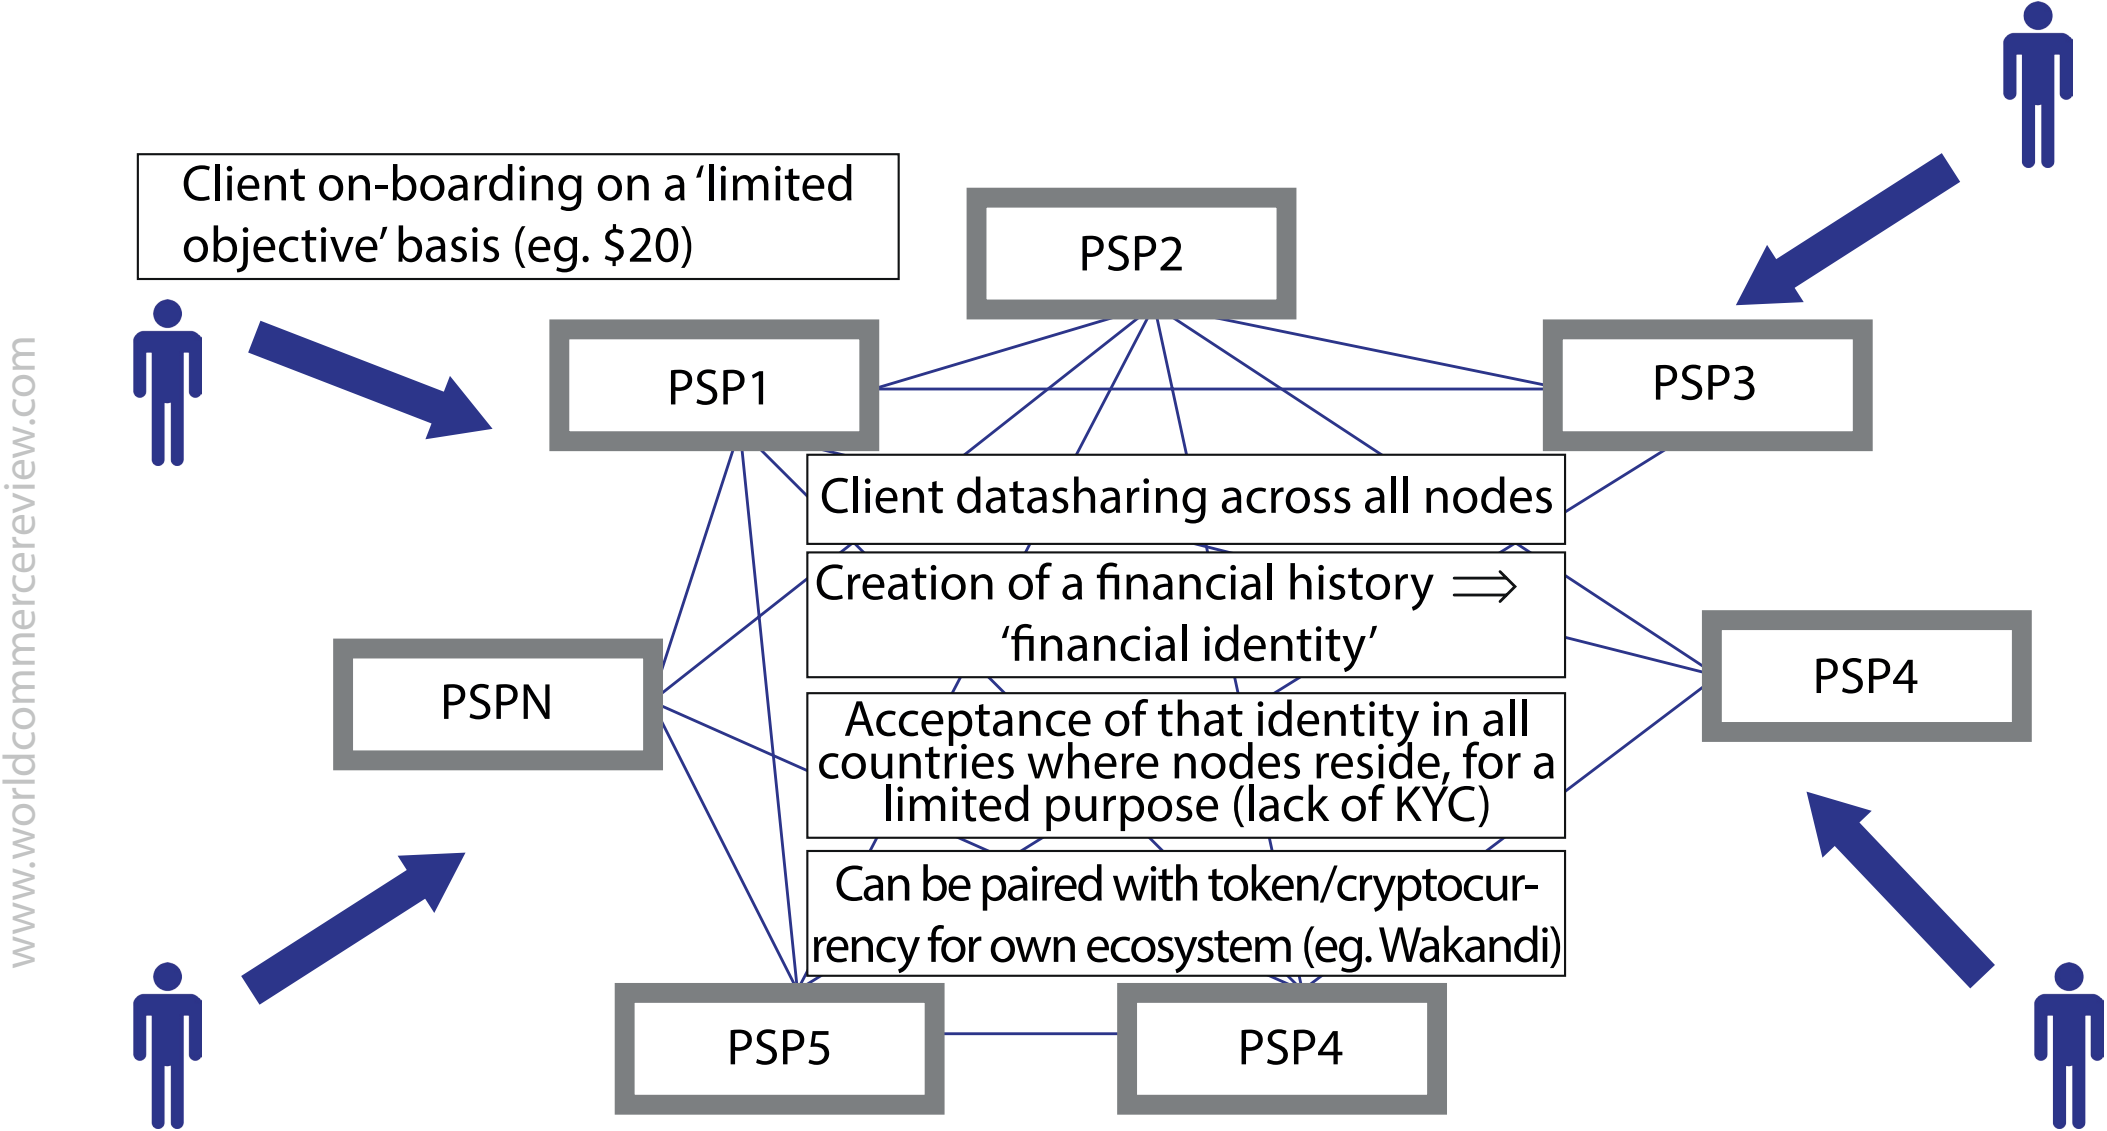 Client on-boarding on a ‘limited
objective’ basis (eg. $20)
PSP2
PSP1
PSP3
Client datasharing across all nodes
Creation of a financial history ⇒
‘financial identity’
PSP4
PSPN
Acceptance of that identity in all
countries where nodes reside, for a
limited purpose (lack of KYC)
Can be paired with token/cryptocur-
rency for own ecosystem (eg. Wakandi)
PSP5
PSP4
www.worldcommercereview.com